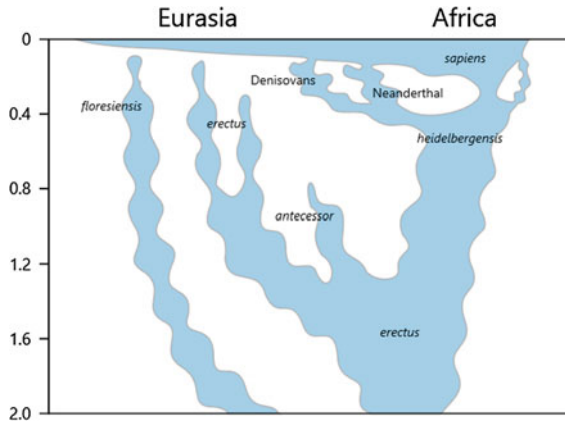 Eurasia Africa
0
sapiens
Denisovans
Neanderthal
floresiensis
0.4
erectus
heidelbergensis
0.8
antecessor
1.2
erectus
1.6
2.0